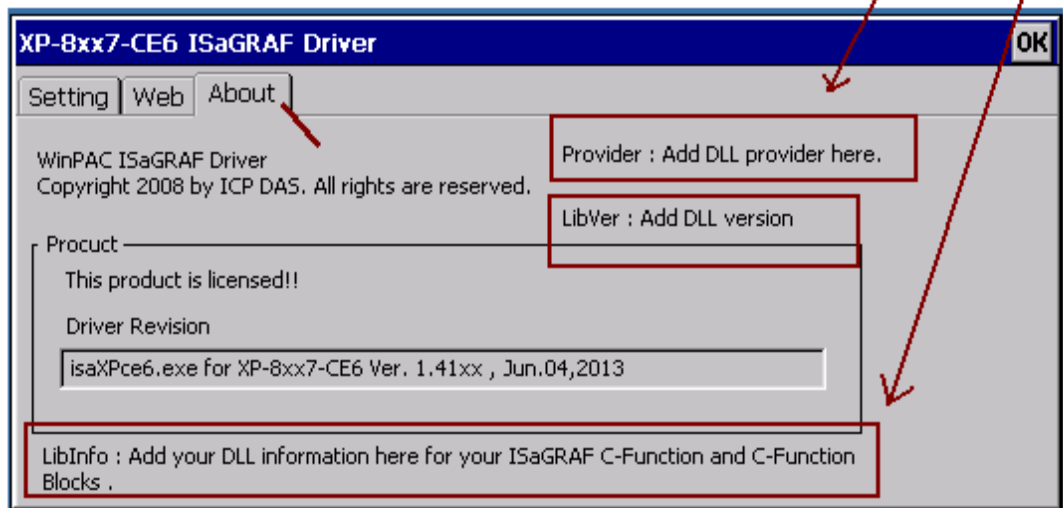 XP-8xx7-CE6 ISaGRAF Driver
OK
Setting
Web
About
WinPAC ISaGRAF Driver
Copyright 2008 by ICP DAS. All rights are reserved.
Provider : Add DLL provider here.
LibVer : Add DLL version
Procuct
This product is licensed!!
Driver Revision
isaXPce6.exe for XP-8xx7-CE6 Ver. 1.41xx , Jun.04,2013
LibInfo : Add your DLL information here for your ISaGRAF C-Function and C-Function
Blocks .